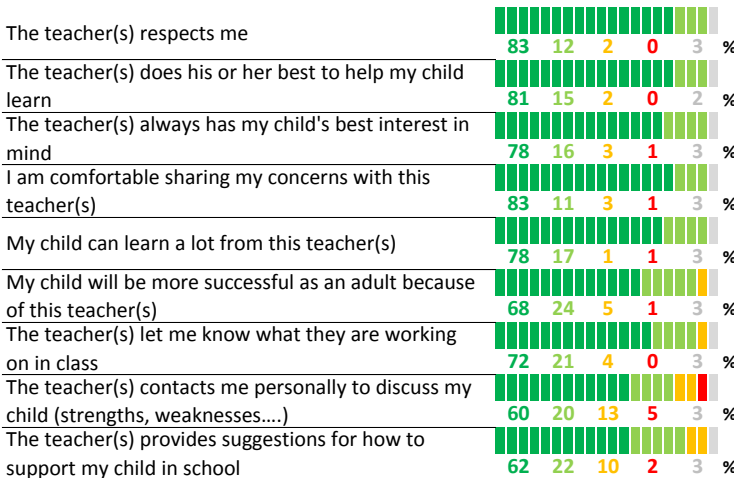 The teacher(s) respects me
83 12 2 0 3 %
The teacher(s) does his or her best to help my child
learn
81 15 2 0 2 %
The teacher(s) always has my child's best interest in
mind
78 16 3 1 3 %
I am comfortable sharing my concerns with this
teacher(s)
83 11 3 1 3 %
My child can learn a lot from this teacher(s)
78 17 1 1 3 %
My child will be more successful as an adult because
of this teacher(s)
68 24 5 1 3 %
The teacher(s) let me know what they are working
on in class
72 21 4 0 3 %
The teacher(s) contacts me personally to discuss my
child (strengths, weaknesses....)
60 20 13 5 3 %
The teacher(s) provides suggestions for how to
support my child in school
62 22 10 2 3 %